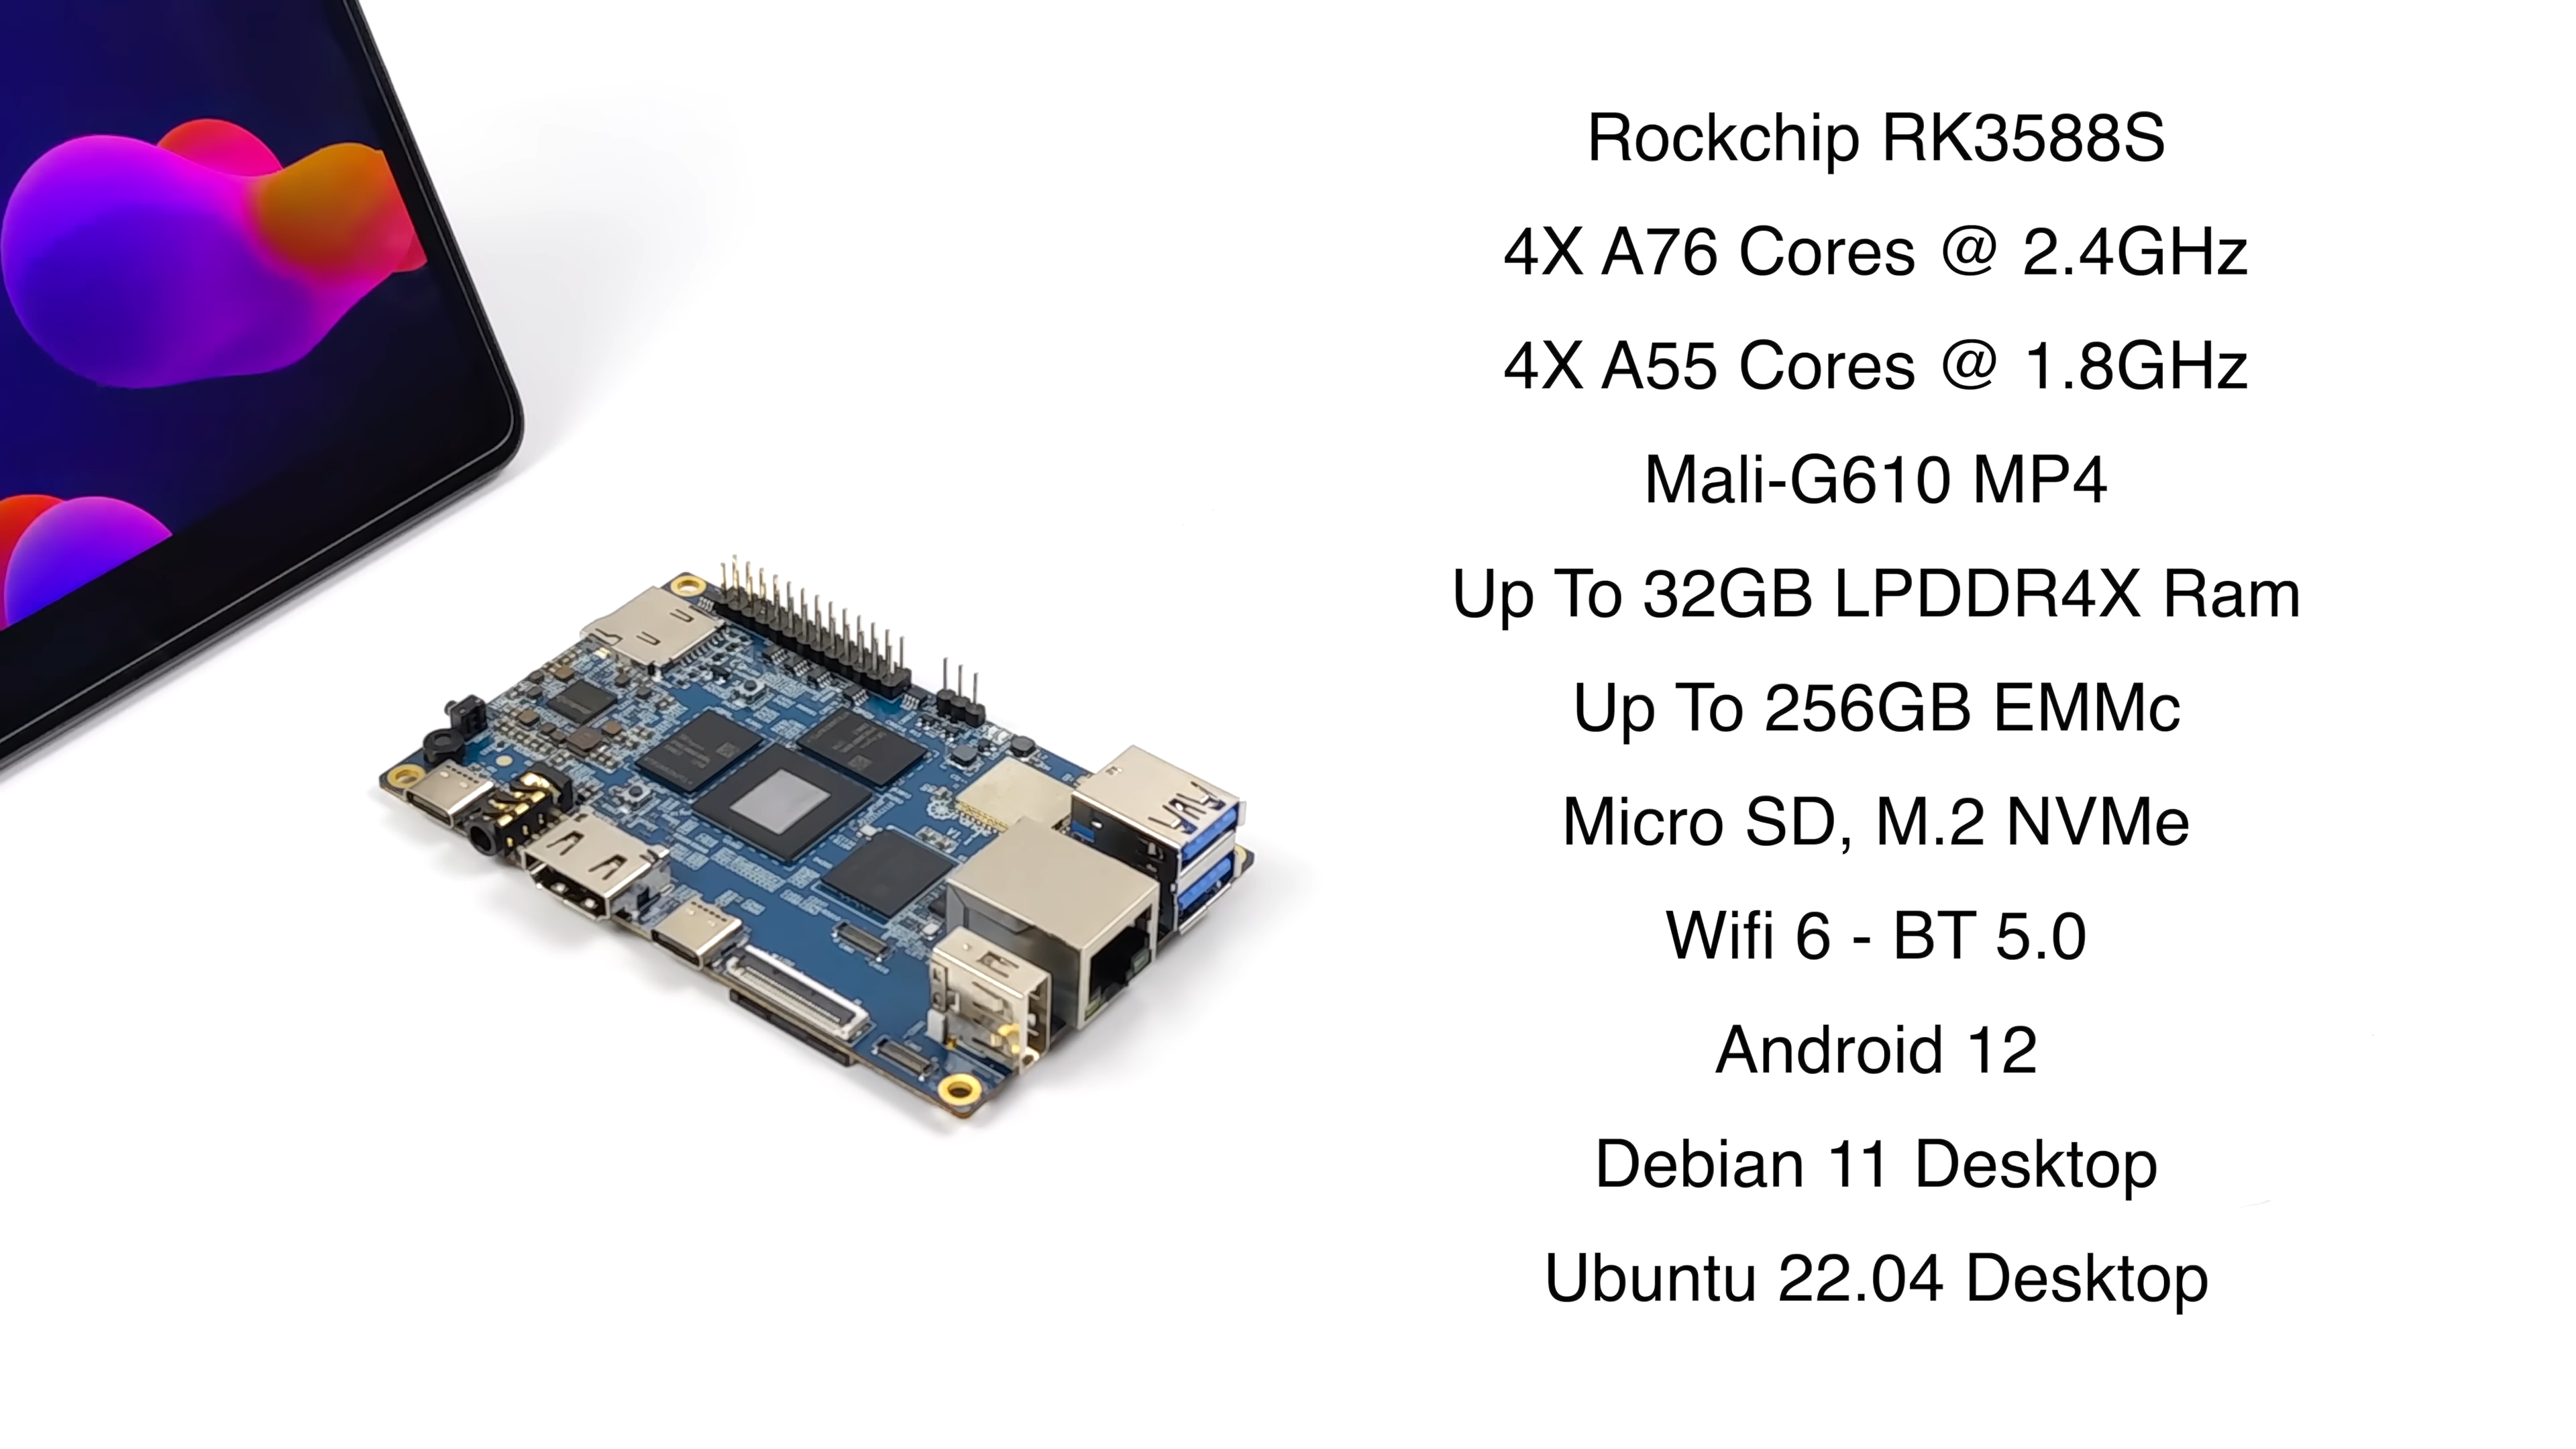 Rockchip RK3588S
4X A76 Cores @ 2.4GHz
4X A55 Cores @ 1.8GHz
Mali-G610 MP4
Up To 32GB LPDDR4X Ram
Up To 256GB EMMc
Micro SD, M.2 NVMe
Wifi 6 - BT 5.0
Android 12
Debian 11 Desktop
Ubuntu 22.04 Desktop